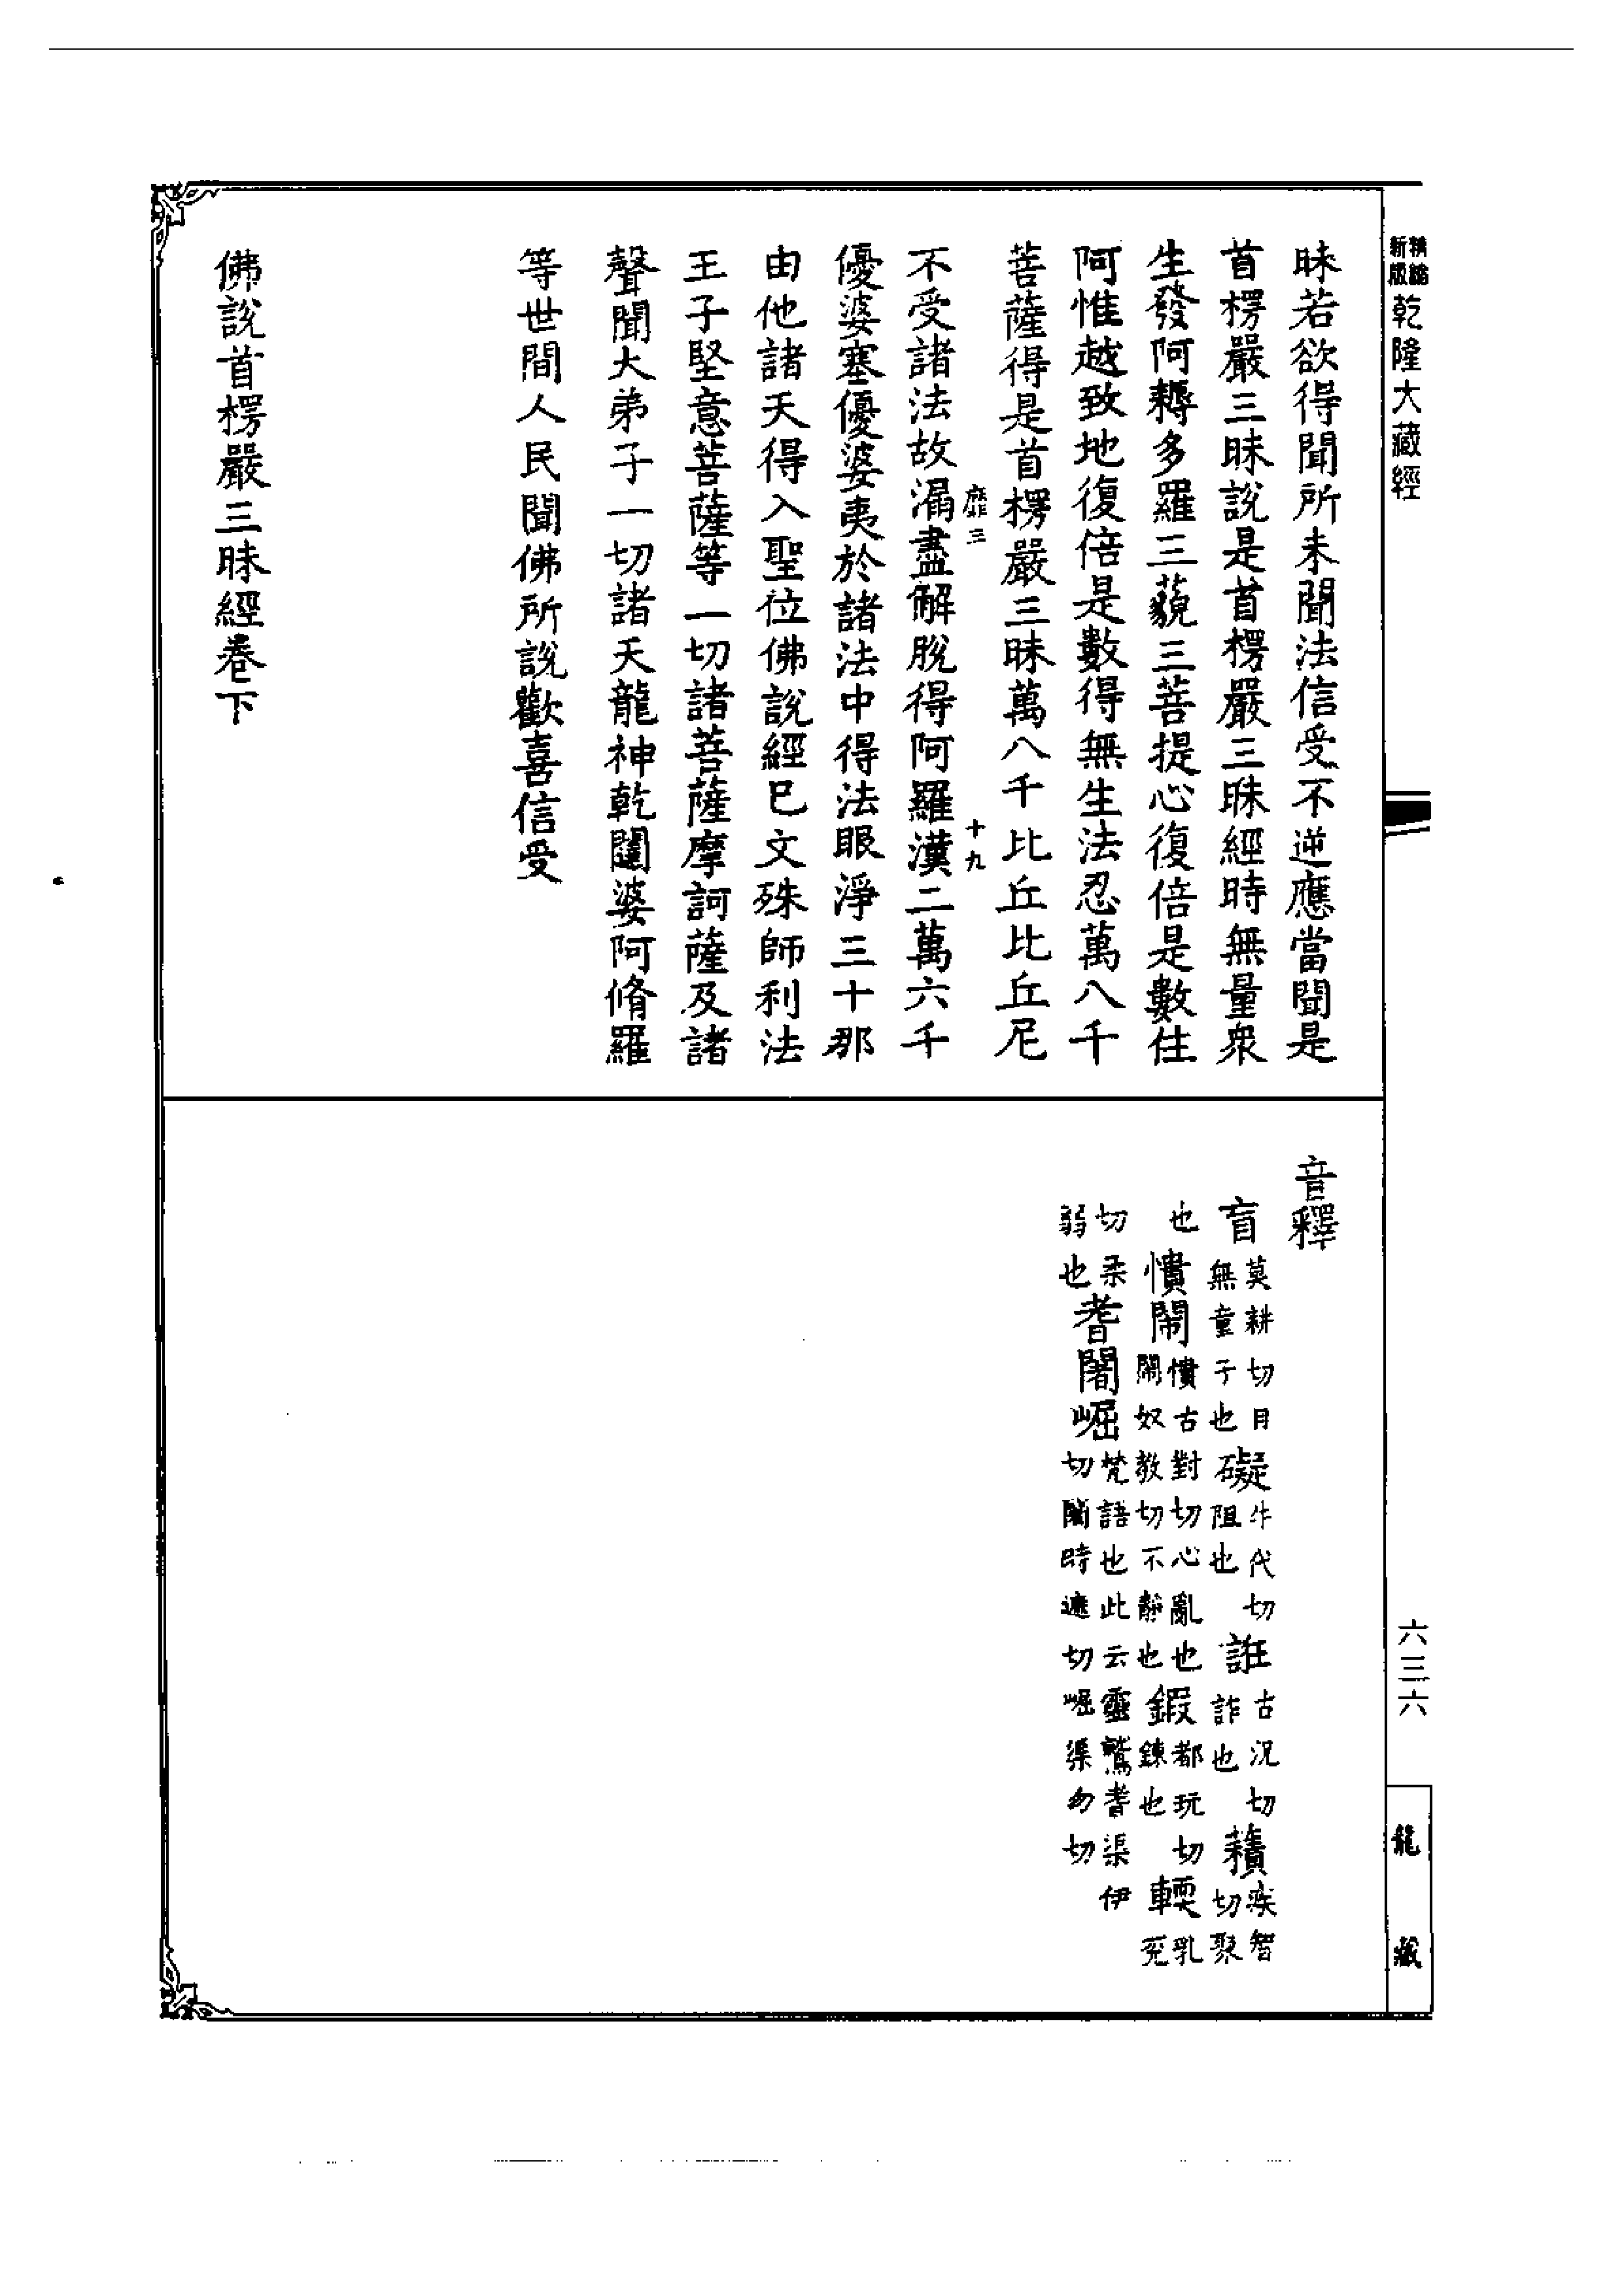 精縮
新版
乾隆大藏經
昧若欲得聞所未聞法信受不逆應當聞是
首楞嚴三昧說是首楞嚴三昧經時無量眾
生發阿耨多羅三藐三菩提心復倍是數住
阿惟越致地復倍是數得無生法忍萬八千
菩薩得是首楞嚴三昧萬八千比丘比丘尼
靡三 十九
不受諸法故漏盡解脫得阿羅漢二萬六千
優婆塞優婆夷於諸法中得法眼淨三十那
由他諸天得入聖位佛說經已文殊師利法
王子堅意菩薩等一切諸菩薩摩訶薩及諸
聲聞大弟子一切諸天龍神乾闥婆阿脩羅
等世間人民聞佛所說歡喜信受
佛說首楞嚴三昧經卷下
音釋
盲莫耕切目無童子也礙牛代切阻也誑古況切詐也𧂐疾智切聚
也憒鬧憒古對切心亂也鬧奴教切不靜也鍛都玩切鍊也輭乳兗
切柔弱也耆闍崛梵語也此云靈鷲耆渠伊切闍時遮切崛渠勿切
六三六
龍藏